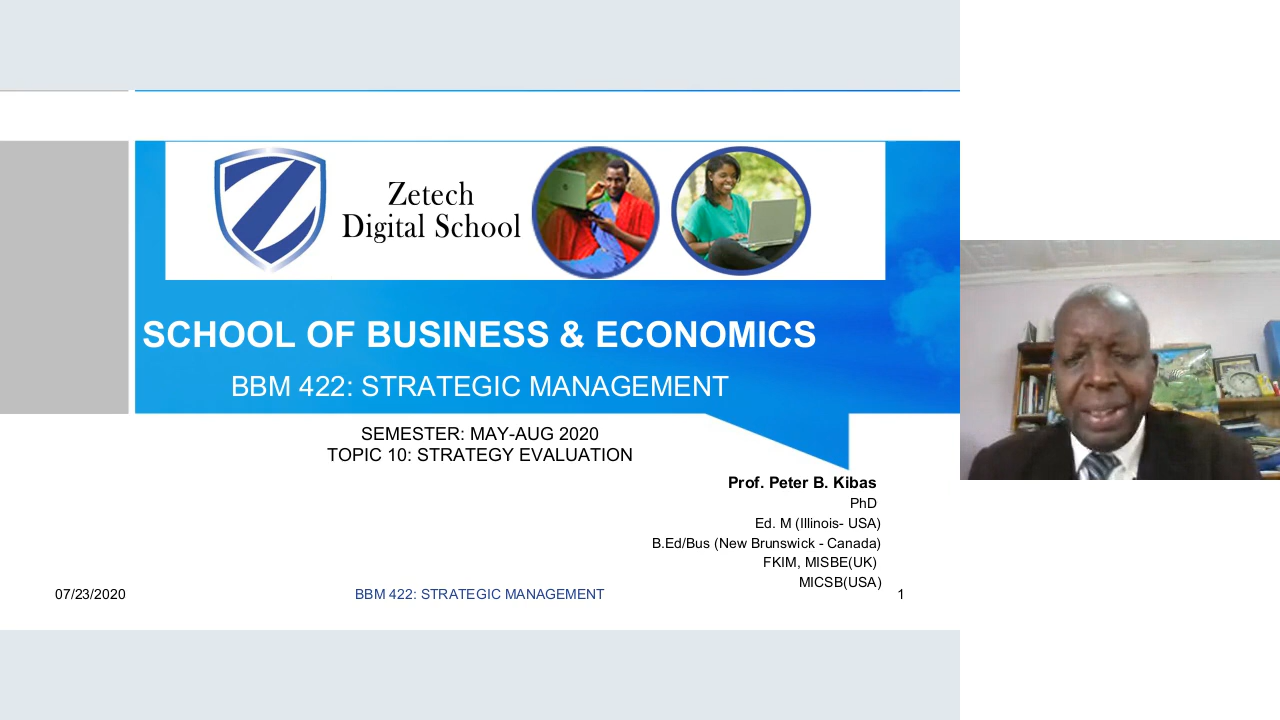 Zetech
Digital School
SCHOOL OF BUSINESS & ECONOMICS
BBM 422: STRATEGIC MANAGEMENT
SEMESTER: MAY-AUG 2020
TOPIC 10: STRATEGY EVALUATION
Prof. Peter B. Kibas
PhD
Ed. M (Illinois- USA)
B.Ed/Bus (New Brunswick - Canada)
FKIM, MISBE(UK)
MICSB(USA)
07/23/2020
BBM 422: STRATEGIC MANAGEMENT
1